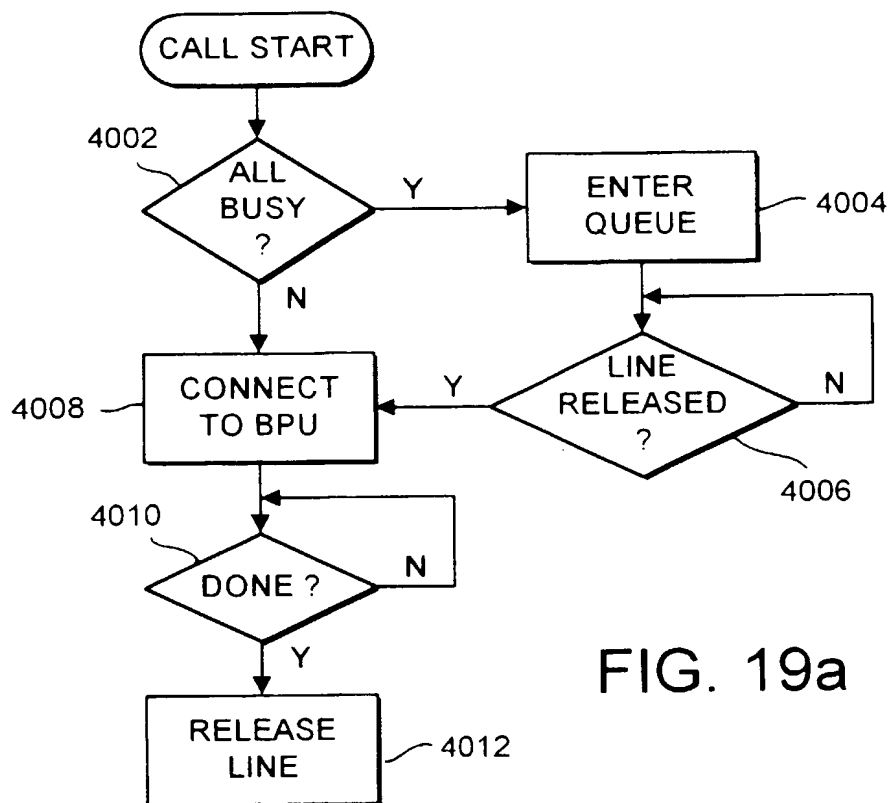 CALL START
4002
ALL
BUSY
?
Y
N
ENTER
QUEUE
4004
LINE
RELEASED
?
N
Y
4006
CONNECT
TO BPU
4008
4010
DONE ?
N
Y
RELEASE
LINE
4012
FIG. 19a